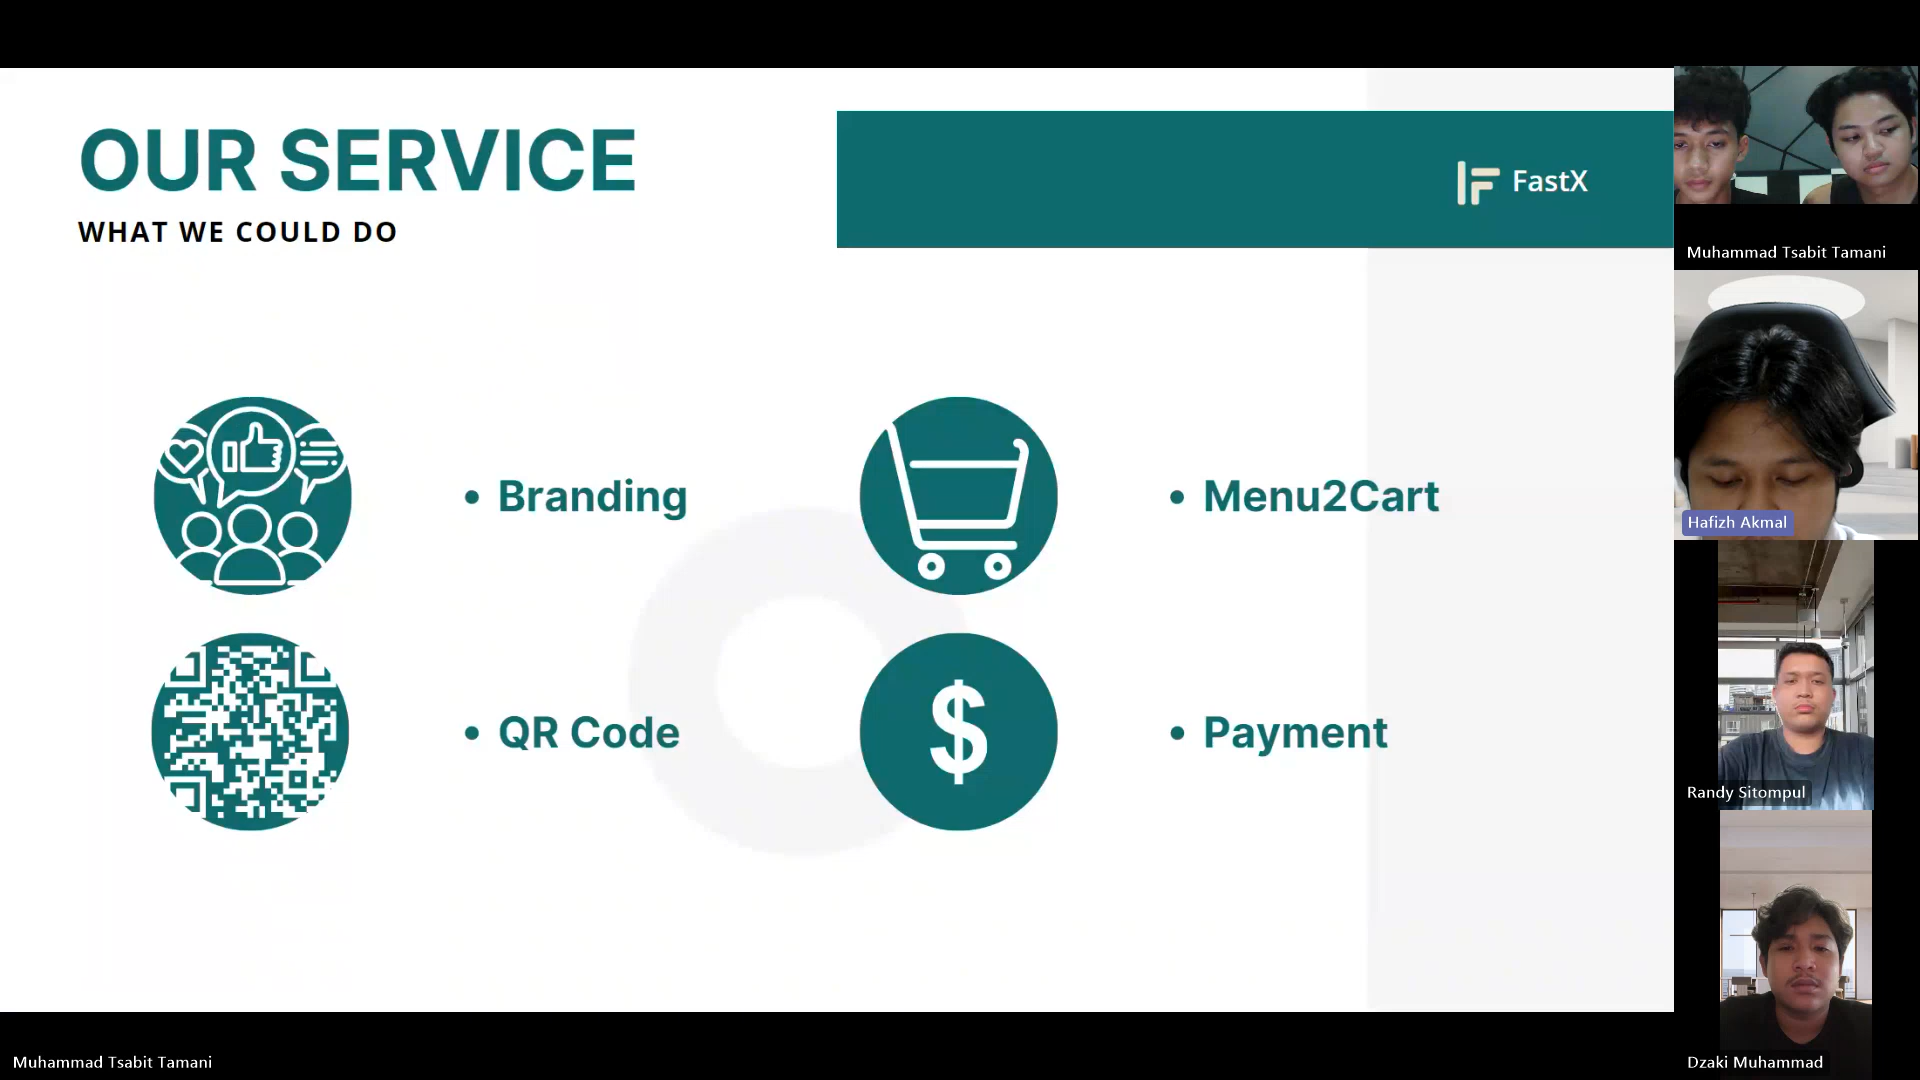 OUR SERVICE
WHAT WE COULD DO
FastX
• Branding
• Menu2Cart
• QR Code
$
• Payment
Muhammad Tsabit Tamani
Hafizh Akmal
Randy Sitompul
Dzaki Muhammad
Muhammad Tsabit Tamani